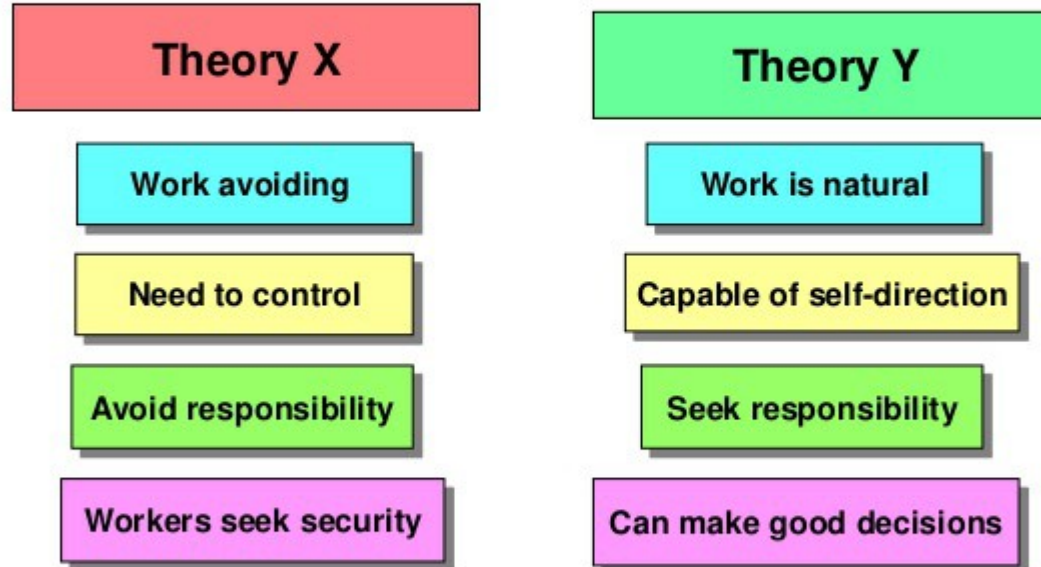 Theory X
Work avoiding
Need to control
Avoid responsibility
Workers seek security
Theory Y
Work is natural
Capable of self-direction
Seek responsibility
Can make good decisions